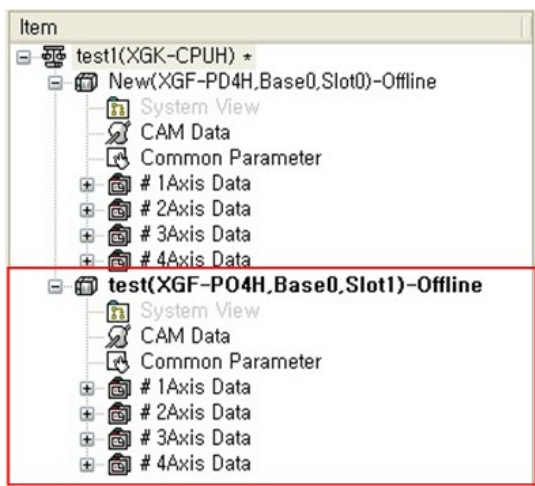 Item
test1(XGK-CPUH) *
New(XGF-PD4H,Base0,Slot0)-Offline
System View
CAM Data
Common Parameter
# 1Axis Data
# 2Axis Data
# 3Axis Data
# 4Axis Data
test(XGF-PO4H,Base0,Slot1)-Offline
System View
CAM Data
Common Parameter
# 1Axis Data
# 2Axis Data
# 3Axis Data
# 4Axis Data